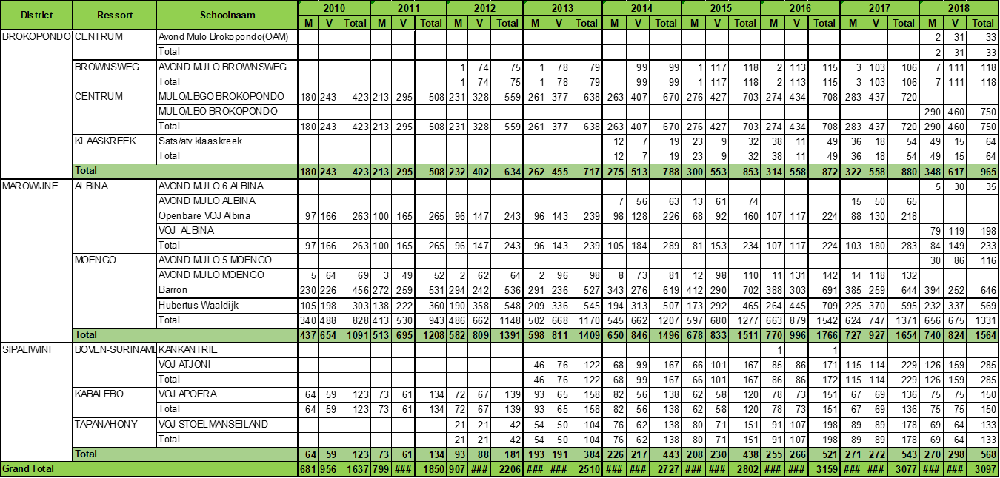 District Ressort Schoolnaam 2010 2011 2012 2013 2014 2015 2016 2017 2018
M V Total M V Total M V Total M V Total M V Total M V Total M V Total M V Total M V Total
BROKOPONDO CENTRUM Avond Mulo Brokopondo(OAM) 2 31 33
Total 2 31 33
BROWNSWEG AVOND MULO BROWNSWEG 1 74 75 1 78 79 99 99 1 117 118 2 113 115 3 103 106 7 111 118
Total 1 74 75 1 78 79 99 99 1 117 118 2 113 115 3 103 106 7 111 118
CENTRUM MULO/LBGO BROKOPONDO 180 243 423 213 295 508 231 328 559 261 377 638 263 407 670 276 427 703 274 434 708 283 437 720
MULO/LBO BROKOPONDO 290 460 750
Total 180 243 423 213 295 508 231 328 559 261 377 638 263 407 670 276 427 703 274 434 708 283 437 720 290 460 750
KLAASKREEK Sats/atv klaaskreek 12 7 19 23 9 32 38 11 49 36 18 54 49 15 64
Total 12 7 19 23 9 32 38 11 49 36 18 54 49 15 64
Total 180 243 423 213 295 508 232 402 634 262 455 717 275 513 788 300 553 853 314 558 872 322 558 880 348 617 965
MAROWIJNE ALBINA AVOND MULO 6 ALBINA 5 30 35
AVOND MULO ALBINA 7 56 63 13 61 74 15 50 65
Openbare VOJ Albina 97 166 263 100 165 265 96 147 243 96 143 239 98 128 226 68 92 160 107 117 224 88 130 218
VOJ ALBINA 79 119 198
Total 97 166 263 100 165 265 96 147 243 96 143 239 105 184 289 81 153 234 107 117 224 103 180 283 84 149 233
MOENGO AVOND MULO 5 MOENGO 30 86 116
AVOND MULO MOENGO 5 64 69 3 49 52 2 62 64 2 96 98 8 73 81 12 98 110 11 131 142 14 118 132
Barron 230 226 456 272 259 531 294 242 536 291 236 527 343 276 619 412 290 702 388 303 691 385 259 644 394 252 646
Hubertus Waaldijk 105 198 303 138 222 360 190 358 548 209 336 545 194 313 507 173 292 465 264 445 709 225 370 595 232 337 569
Total 340 488 828 413 530 943 486 662 1148 502 668 1170 545 662 1207 597 680 1277 663 879 1542 624 747 1371 656 675 1331
Total 437 654 1091 513 695 1208 582 809 1391 598 811 1409 650 846 1496 678 833 1511 770 996 1766 727 927 1654 740 824 1564
SIPALIWINI BOVEN-SURINAME KANKANTRIE 1 1
VOJ ATJONI 46 76 122 68 99 167 66 101 167 85 86 171 115 114 229 126 159 285
Total 46 76 122 68 99 167 66 101 167 86 86 172 115 114 229 126 159 285
KABALEBO VOJ APOERA 64 59 123 73 61 134 72 67 139 93 65 158 82 56 138 62 58 120 78 73 151 67 69 136 75 75 150
Total 64 59 123 73 61 134 72 67 139 93 65 158 82 56 138 62 58 120 78 73 151 67 69 136 75 75 150
TAPANAHONY VOJ STOELMANSEILAND 21 21 42 54 50 104 76 62 138 80 71 151 91 107 198 89 89 178 69 64 133
Total 21 21 42 54 50 104 76 62 138 80 71 151 91 107 198 89 89 178 69 64 133
Total 64 59 123 73 61 134 93 88 181 193 191 384 226 217 443 208 230 438 255 266 521 271 272 543 270 298 568
Grand Total 681 956 1637 799 ### 1850 907 ### 2206 ### ### 2510 ### ### 2727 ### ### 2802 ### ### 3159 ### ### 3077 ### ### 3097